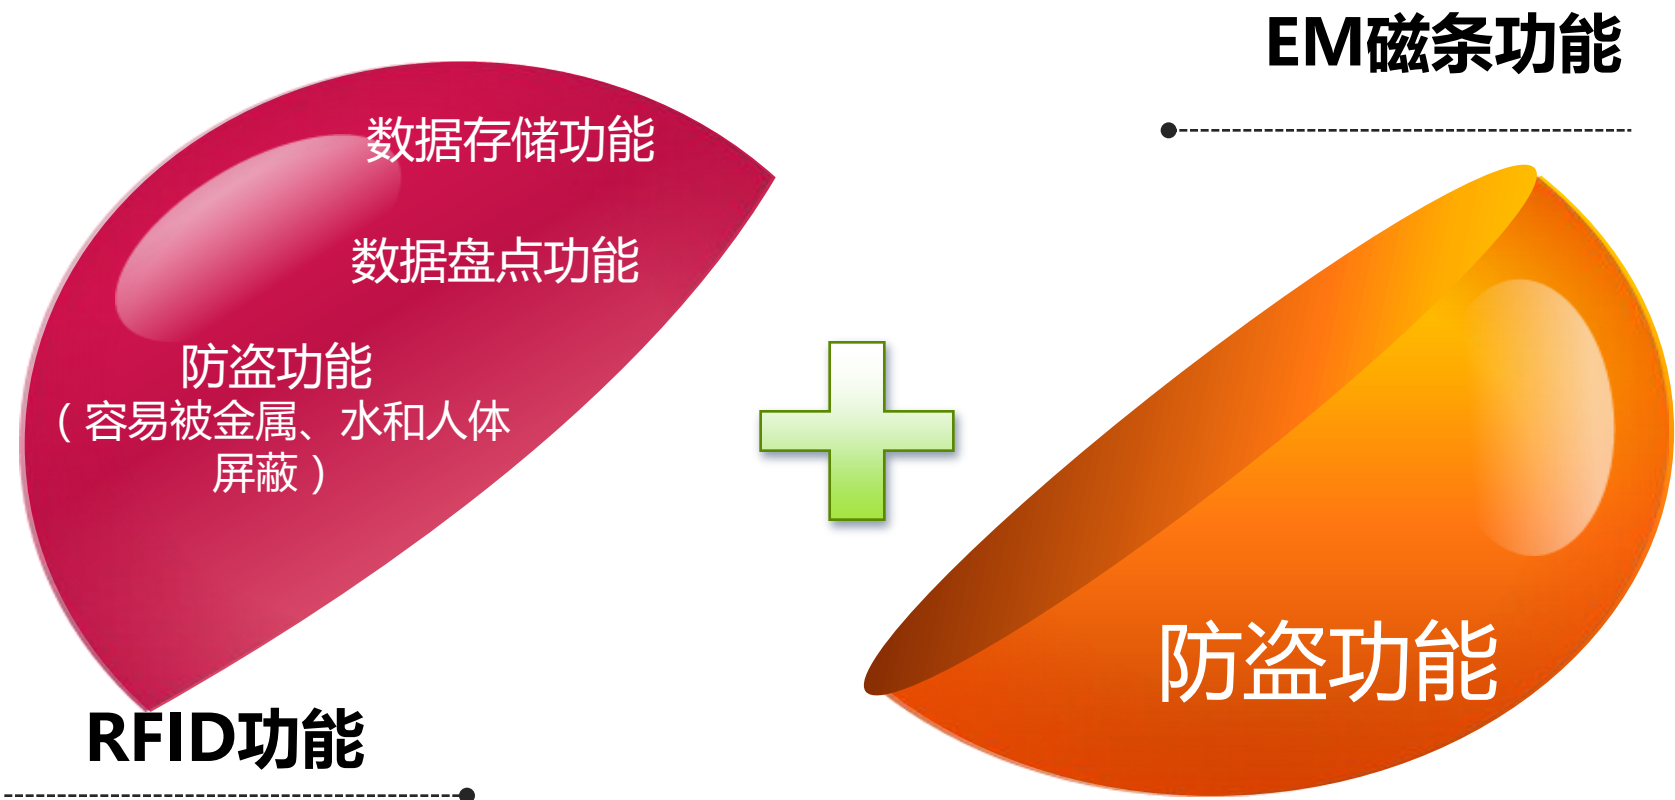 EM磁条功能
数据存储功能
数据盘点功能
防盗功能
（容易被金属、水和人体
屏蔽）
防盗功能
RFID功能